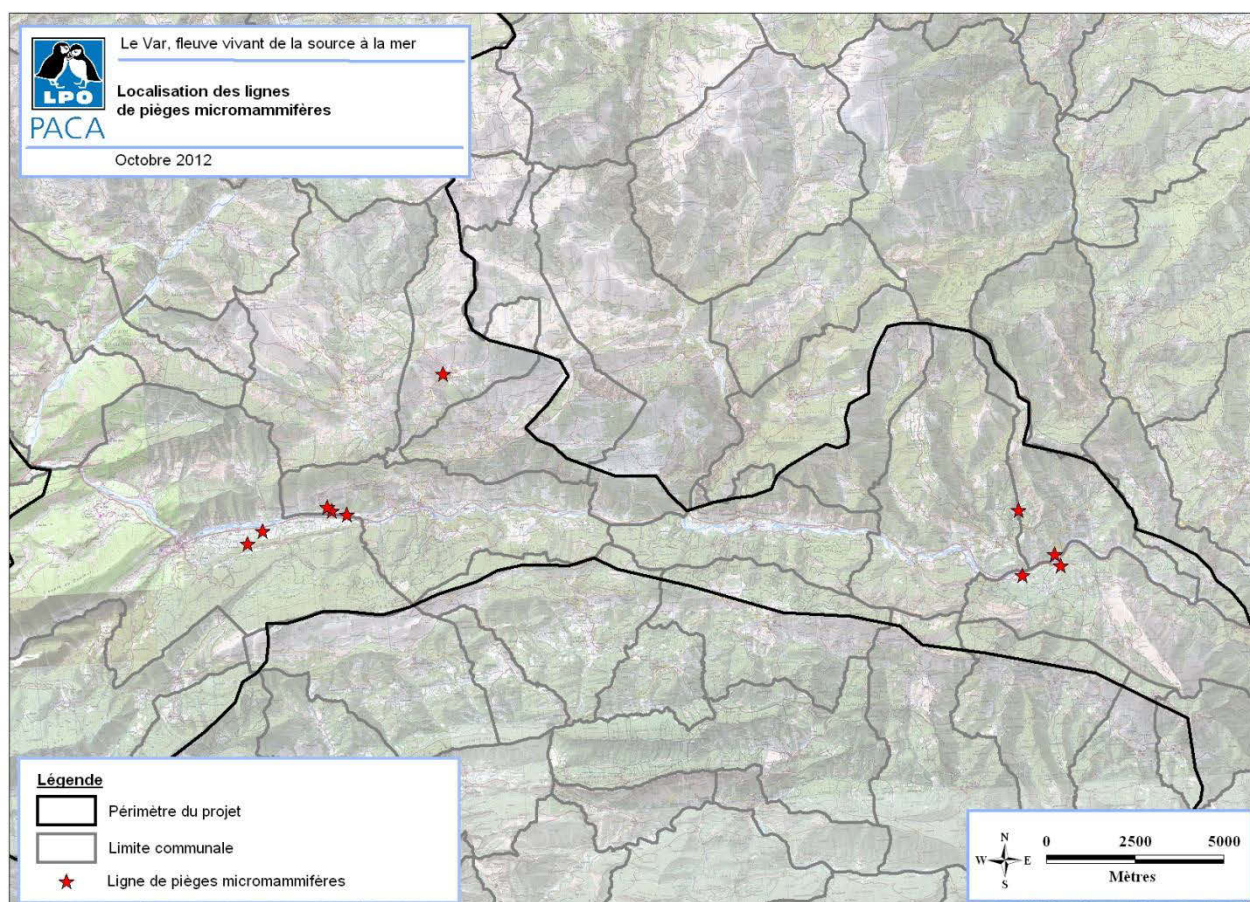 Le Var, fleuve vivant de la source à la mer
LPO
PACA
Localisation des lignes
de pièges micromammifères
Octobre 2012
Légende
Périmètre du projet
Limite communale
Ligne de pièges micromammifères
N
W E
S
0 2500 5000
Mètres